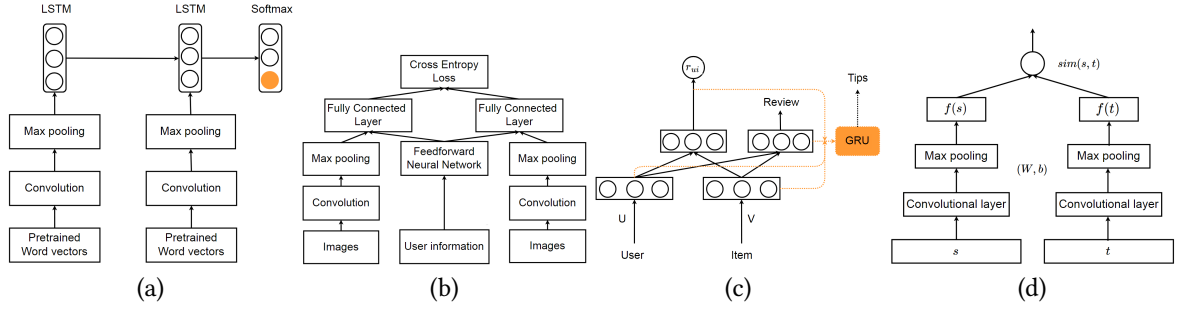 LSTM
LSTM
Softmax
Max pooling
Max pooling
Convolution
Convolution
Pretrained
Word vectors
Pretrained
Word vectors
(a)
Cross Entropy
Loss
Fully Connected
Layer
Fully Connected
Layer
Max pooling
Feedforward
Neural Network
Max pooling
Convolution
Convolution
Images
User information
Images
(b)
r_{ui}
Tips
Review
GRU
U
V
User
Item
(c)
sim(s, t)
f(s)
f(t)
Max pooling
Max pooling
(W, b)
Convolutional layer
Convolutional layer
s
t
(d)